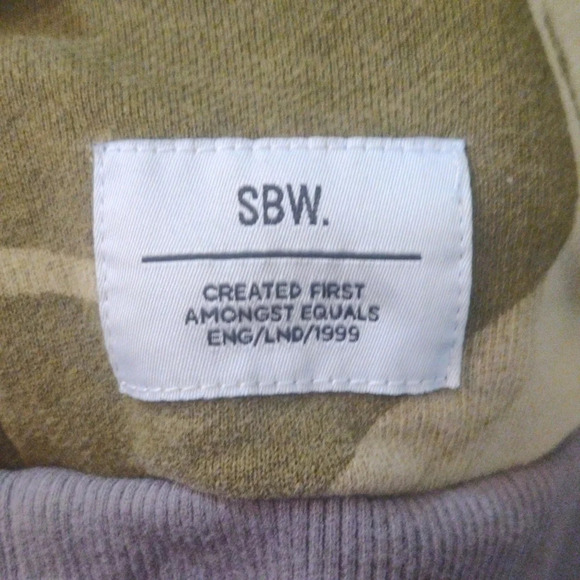 SBW.
CREATED FIRST
AMONGST EQUALS
ENG/LND/1999